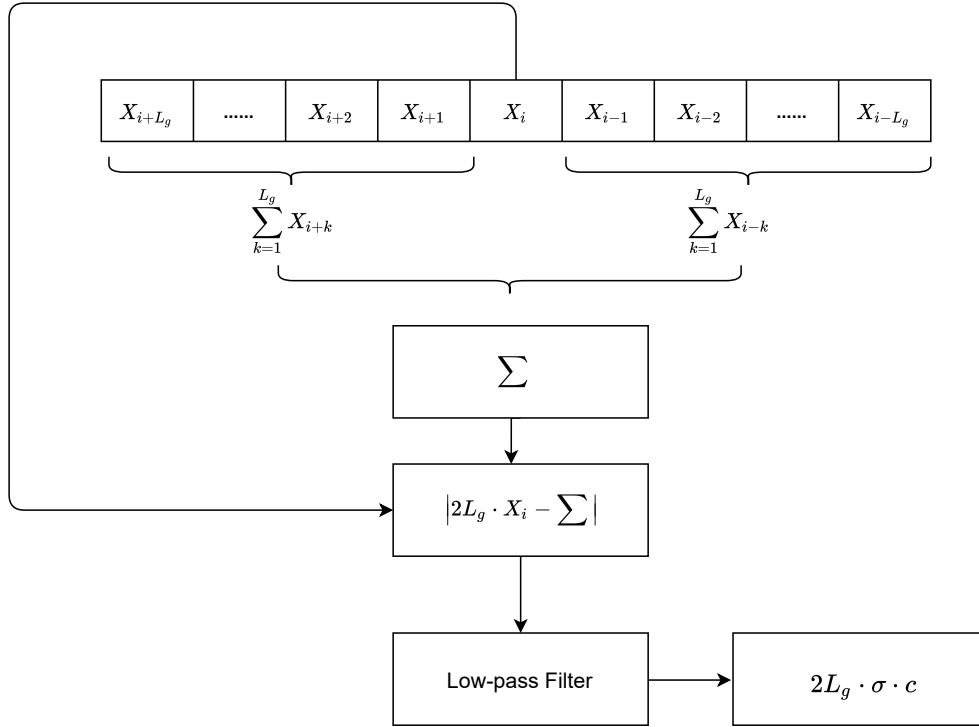 $X_{i+L_g}$ ...... $X_{i+2}$ $X_{i+1}$ $X_i$ $X_{i-1}$ $X_{i-2}$ ...... $X_{i-L_g}$
$\sum_{k=1}^{L_g} X_{i+k}$ $\sum_{k=1}^{L_g} X_{i-k}$
$\sum$
$|2L_g \cdot X_i - \sum|$
Low-pass Filter $2L_g \cdot \sigma \cdot c$